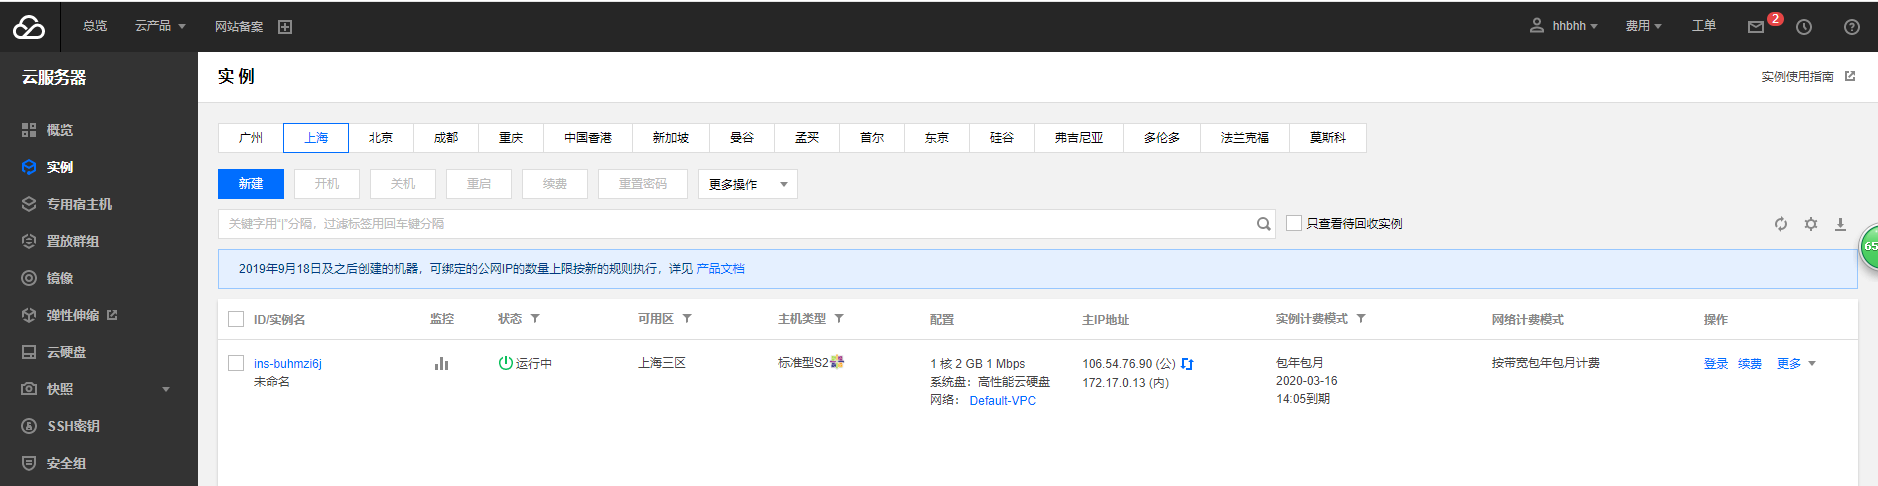 总览 云产品 网站备案 hhbhh 费用 工单 2
云服务器
概览
实例
专用宿主机
置放群组
镜像
弹性伸缩
云硬盘
快照
SSH密钥
安全组
实例 实例使用指南
广州 上海 北京 成都 重庆 中国香港 新加坡 曼谷 孟买 首尔 东京 硅谷 弗吉尼亚 多伦多 法兰克福 莫斯科
新建 开机 关机 重启 续费 重置密码 更多操作
关键字用“|”分隔，过滤标签用回车键分隔 只查看待回收实例
65
2019年9月18日及之后创建的机器，可绑定的公网IP的数量上限按新的规则执行，详见 产品文档
ID/实例名 监控 状态 可用区 主机类型 配置 主IP地址 实例计费模式 网络计费模式 操作
ins-buhmzi6j 运行中 上海三区 标准型S2 1 核 2 GB 1 Mbps 106.54.76.90 (公) 包年包月 按带宽包年包月计费 登录 续费 更多
未命名 系统盘：高性能云硬盘 172.17.0.13 (内) 2020-03-16
网络： Default-VPC 14:05到期